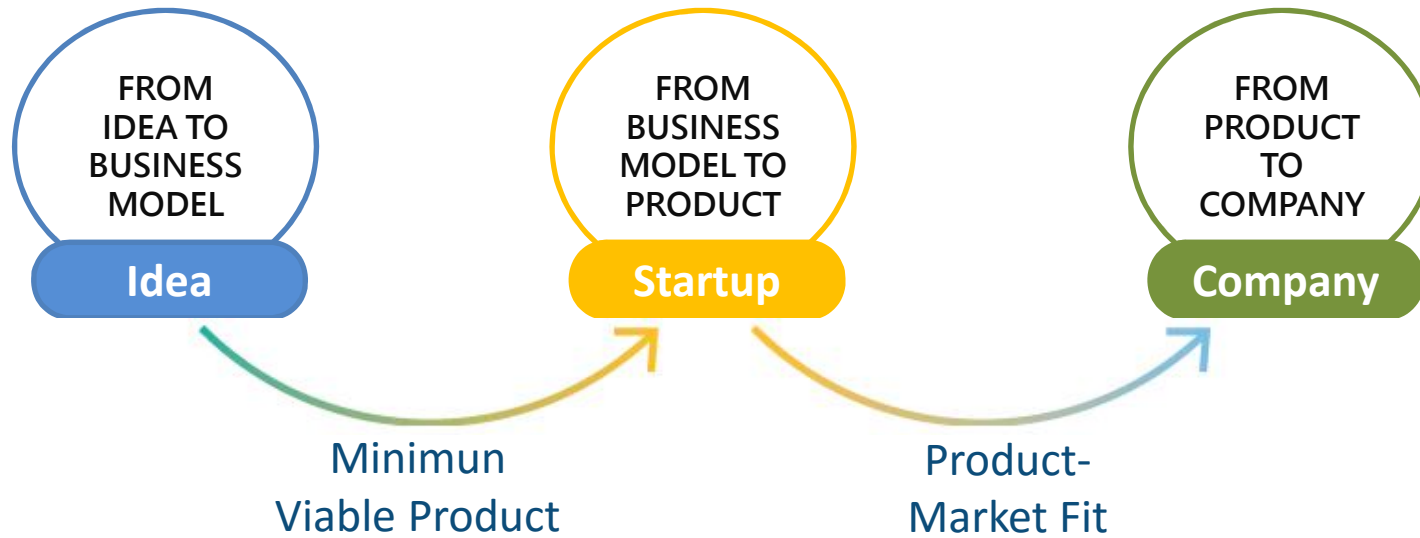 FROM
IDEA TO
BUSINESS
MODEL
Idea
FROM
BUSINESS
MODEL TO
PRODUCT
Startup
FROM
PRODUCT
TO
COMPANY
Company
Minimun
Viable Product
Product-
Market Fit